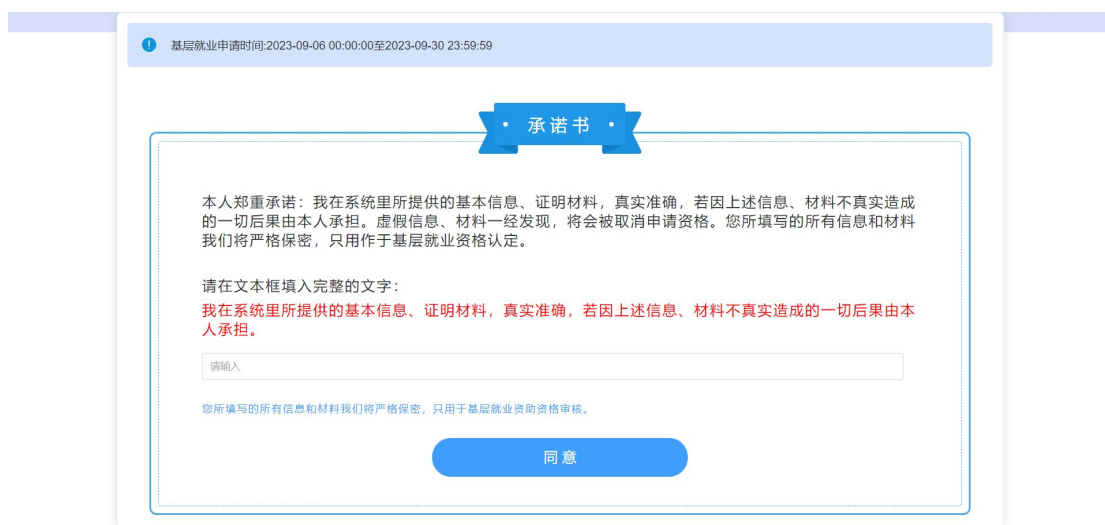 基层就业申请时间:2023-09-06 00:00:00至2023-09-30 23:59:59
· 承诺书 ·
本人郑重承诺：我在系统里所提供的基本信息、证明材料，真实准确，若因上述信息、材料不真实造成
的一切后果由本人承担。虚假信息、材料一经发现，将会被取消申请资格。您所填写的所有信息和材料
我们将严格保密，只用作于基层就业资格认定。
请在文本框填入完整的文字：
我在系统里所提供的基本信息、证明材料，真实准确，若因上述信息、材料不真实造成的一切后果由本
人承担。
请输入
您所填写的所有信息和材料我们将严格保密，只用于基层就业资助资格审核。
同意